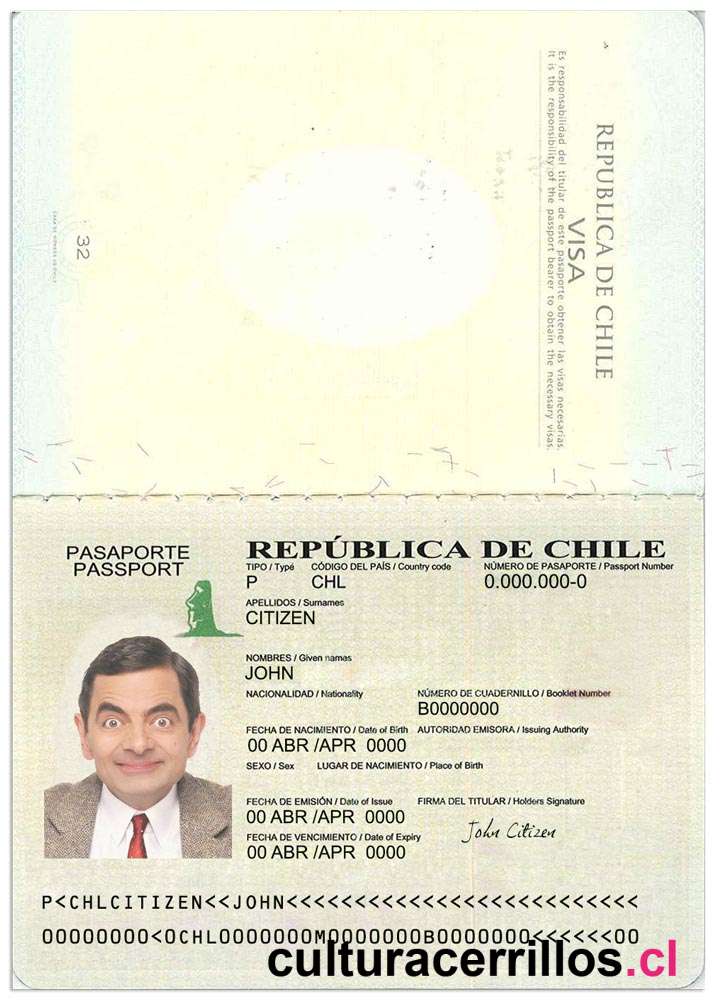 REPUBLICA DE CHILE
VISA
Es responsabilidad del titular de este pasaporte obtener las visas necesarias.
It is the responsibility of the passport bearer to obtain the necessary visas.
32
PASAPORTE
PASSPORT
REPÚBLICA DE CHILE
TIPO / Type CÓDIGO DEL PAÍS / Country code NÚMERO DE PASAPORTE / Passport Number
P CHL 0.000.000-0
APELLIDOS / Surnames
CITIZEN
NOMBRES / Given names
JOHN
NACIONALIDAD / Nationality NÚMERO DE CUADERNILLO / Booklet Number
B0000000
FECHA DE NACIMIENTO / Date of Birth AUTORIDAD EMISORA / Issuing Authority
00 ABR /APR 0000
SEXO / Sex LUGAR DE NACIMIENTO / Place of Birth
FECHA DE EMISIÓN / Date of Issue FIRMA DEL TITULAR / Holders Signature
00 ABR /APR 0000
John Citizen
FECHA DE VENCIMIENTO / Date of Expiry
00 ABR /APR 0000
P<CHLCITIZEN<<JOHN<<<<<<<<<<<<<<<<<<<<<<<<<<
00000000<0CHL0000000M0000000B0000000<<<<<<00
culturacerrillos.cl